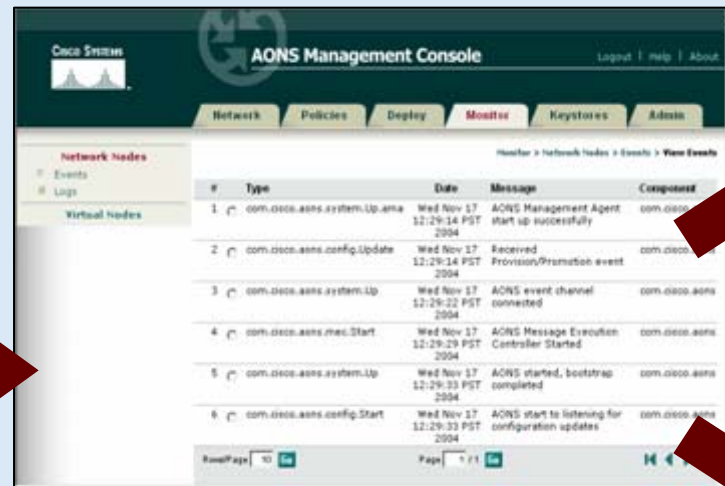 CISCO SYSTEMS
AONS Management Console
Logout | Help | About
Network
Policies
Deploy
Monitor
Keystores
Admin
Network Nodes
Events
Logs
Virtual Nodes
Monitor > Network Nodes > Events > View Events
# Type Date Message Component
1 com.cisco.aons.system.Up.ama Wed Nov 17 AONS Management Agent
12:29:14 PST start up successfully
2004
2 com.cisco.aons.config.Update Wed Nov 17 Received
12:29:14 PST Provision/Promotion event
2004
3 com.cisco.aons.system.Up Wed Nov 17 AONS event channel com.cisco.aons
12:29:22 PST connected
2004
4 com.cisco.aons.mec.Start Wed Nov 17 AONS Message Execution com.cisco.aons
12:29:29 PST Controller Started
2004
5 com.cisco.aons.system.Up Wed Nov 17 AONS started, bootstrap com.cisco.aons
12:29:33 PST completed
2004
6 com.cisco.aons.config.Start Wed Nov 17 AONS start to listening for com.cisco.aons
12:29:33 PST configuration updates
2004
Rows/Page 10 Go Page 1 / 1 Go